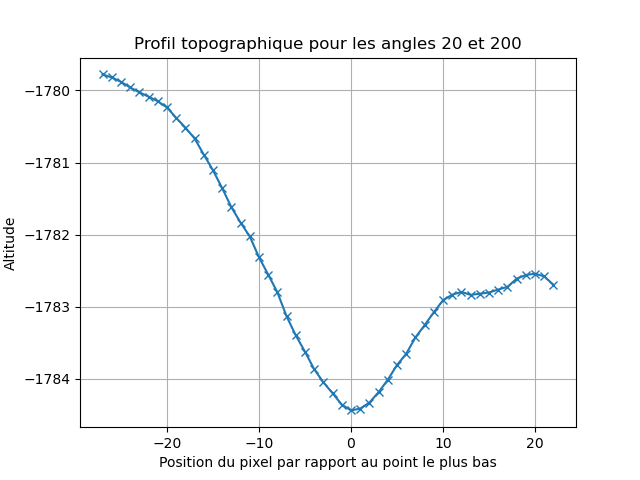 Profil topographique pour les angles 20 et 200
−1780
−1781
−1782
−1783
−1784
Altitude
−20 −10 0 10 20
Position du pixel par rapport au point le plus bas